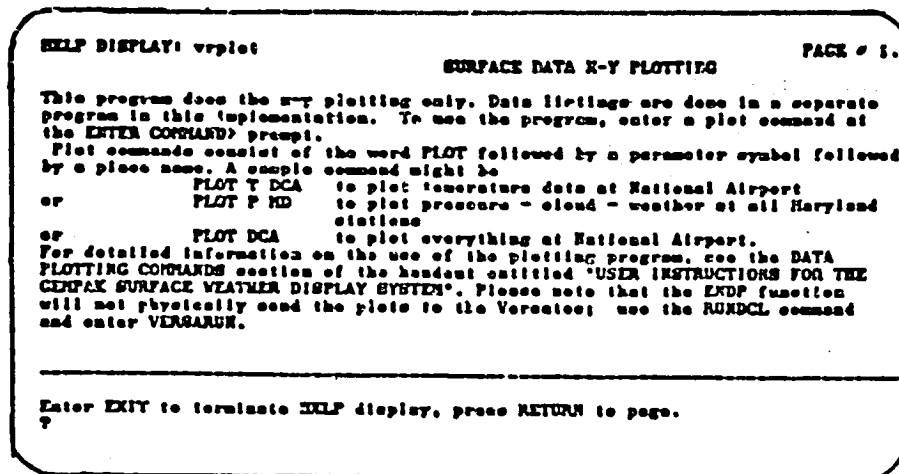 HELP DISPLAY: vrplot PAGE # 1.
SURFACE DATA X-Y PLOTTING
This program does the x-y plotting only. Data listings are done in a separate
program in this implementation. To use the program, enter a plot command at
the ENTER COMMAND> prompt.
Plot commands consist of the word PLOT followed by a parameter symbol followed
by a place name. A sample command might be
PLOT T DCA to plot temerature data at National Airport
or PLOT P MD to plot pressure - cloud - weather at all Maryland
stations
or PLOT DCA to plot everything at National Airport.
For detailed information on the use of the plotting program, see the DATA
PLOTTING COMMANDS section of the handout entitled "USER INSTRUCTIONS FOR THE
GEMPAK SURFACE WEATHER DISPLAY SYSTEM". Please note that the ENDP function
will not physically send the plots to the Versatec; use the RUNDCL command
and enter VERSARUN.
Enter EXIT to terminate HELP display, press RETURN to page.
?